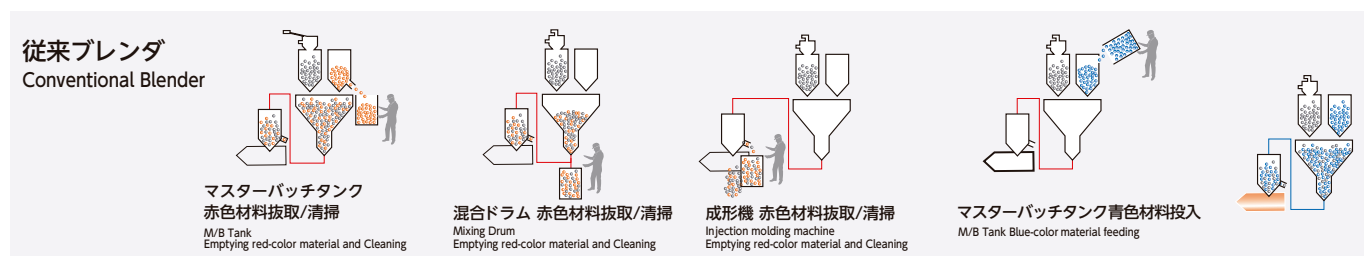 従来ブレンダ
Conventional Blender
マスターバッチタンク
赤色材料抜取/清掃
M/B Tank
Emptying red-color material and Cleaning
混合ドラム 赤色材料抜取/清掃
Mixing Drum
Emptying red-color material and Cleaning
成形機 赤色材料抜取/清掃
Injection molding machine
Emptying red-color material and Cleaning
マスターバッチタンク青色材料投入
M/B Tank Blue-color material feeding